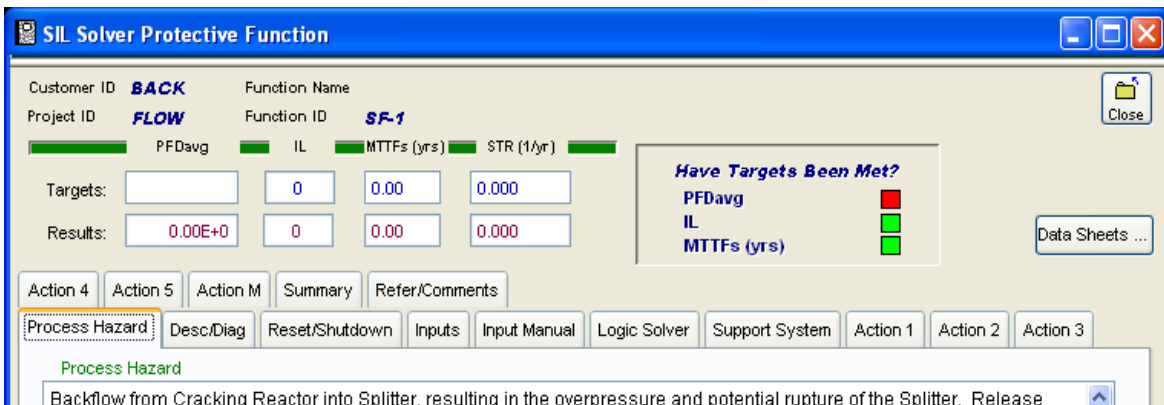 SIL Solver Protective Function
Customer ID BACK Function Name
Project ID FLOW Function ID SF-1
Close
PFDavg IL MTTFs (yrs) STR (1/yr)
Targets: 0 0.00 0.000
Results: 0.00E+0 0 0.00 0.000
Have Targets Been Met?
PFDavg
IL
MTTFs (yrs)
Data Sheets ...
Action 4 Action 5 Action M Summary Refer/Comments
Process Hazard Desc/Diag Reset/Shutdown Inputs Input Manual Logic Solver Support System Action 1 Action 2 Action 3
Process Hazard
Backflow from Cracking Reactor into Splitter, resulting in the overpressure and potential rupture of the Splitter. Release